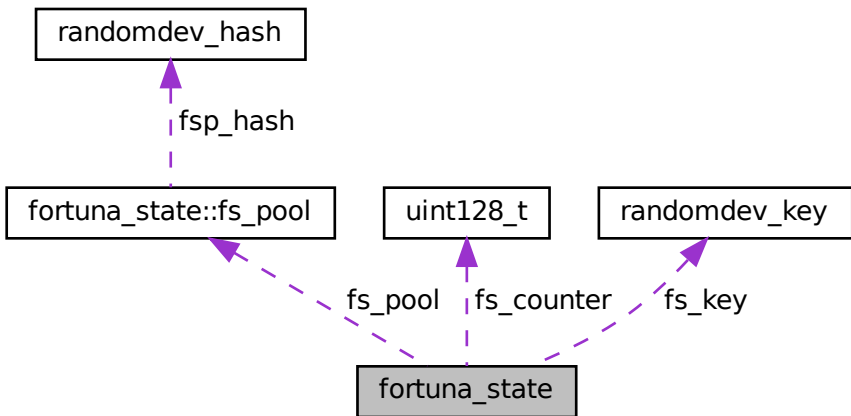 randomdev_hash
fsp_hash
fortuna_state::fs_pool
uint128_t
randomdev_key
fs_pool
fs_counter
fs_key
fortuna_state